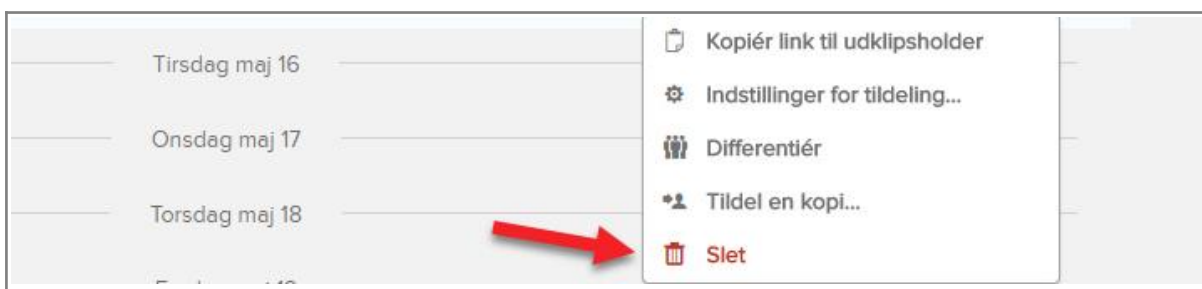 Kopiér link til udklipsholder
Tirsdag maj 16
Indstillinger for tildeling...
Onsdag maj 17
Differentiér
Tildel en kopi...
Torsdag maj 18
Slet